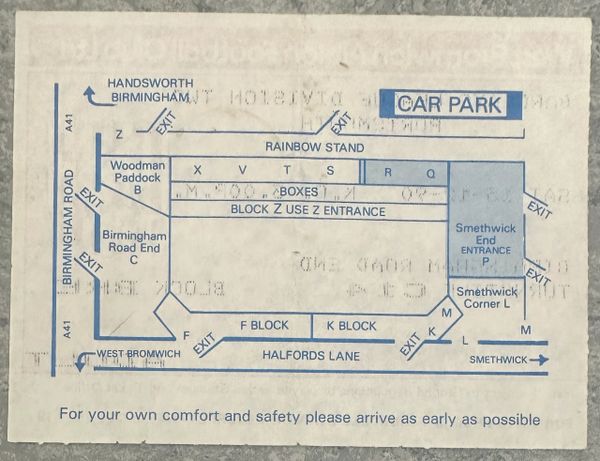 HANDSWORTH
BIRMINGHAM
CAR PARK
A41
Z
EXIT
EXIT
RAINBOW STAND
Woodman
Paddock
B
X V T S R Q
BOXES
BLOCK Z USE Z ENTRANCE
BIRMINGHAM ROAD
EXIT
EXIT
Birmingham
Road End
C
Smethwick
End
ENTRANCE
P
EXIT
EXIT
Smethwick
Corner L
A41
F
EXIT
F BLOCK
K BLOCK
EXIT
K
M
L
M
WEST BROMWICH
HALFORDS LANE
SMETHWICK
For your own comfort and safety please arrive as early as possible